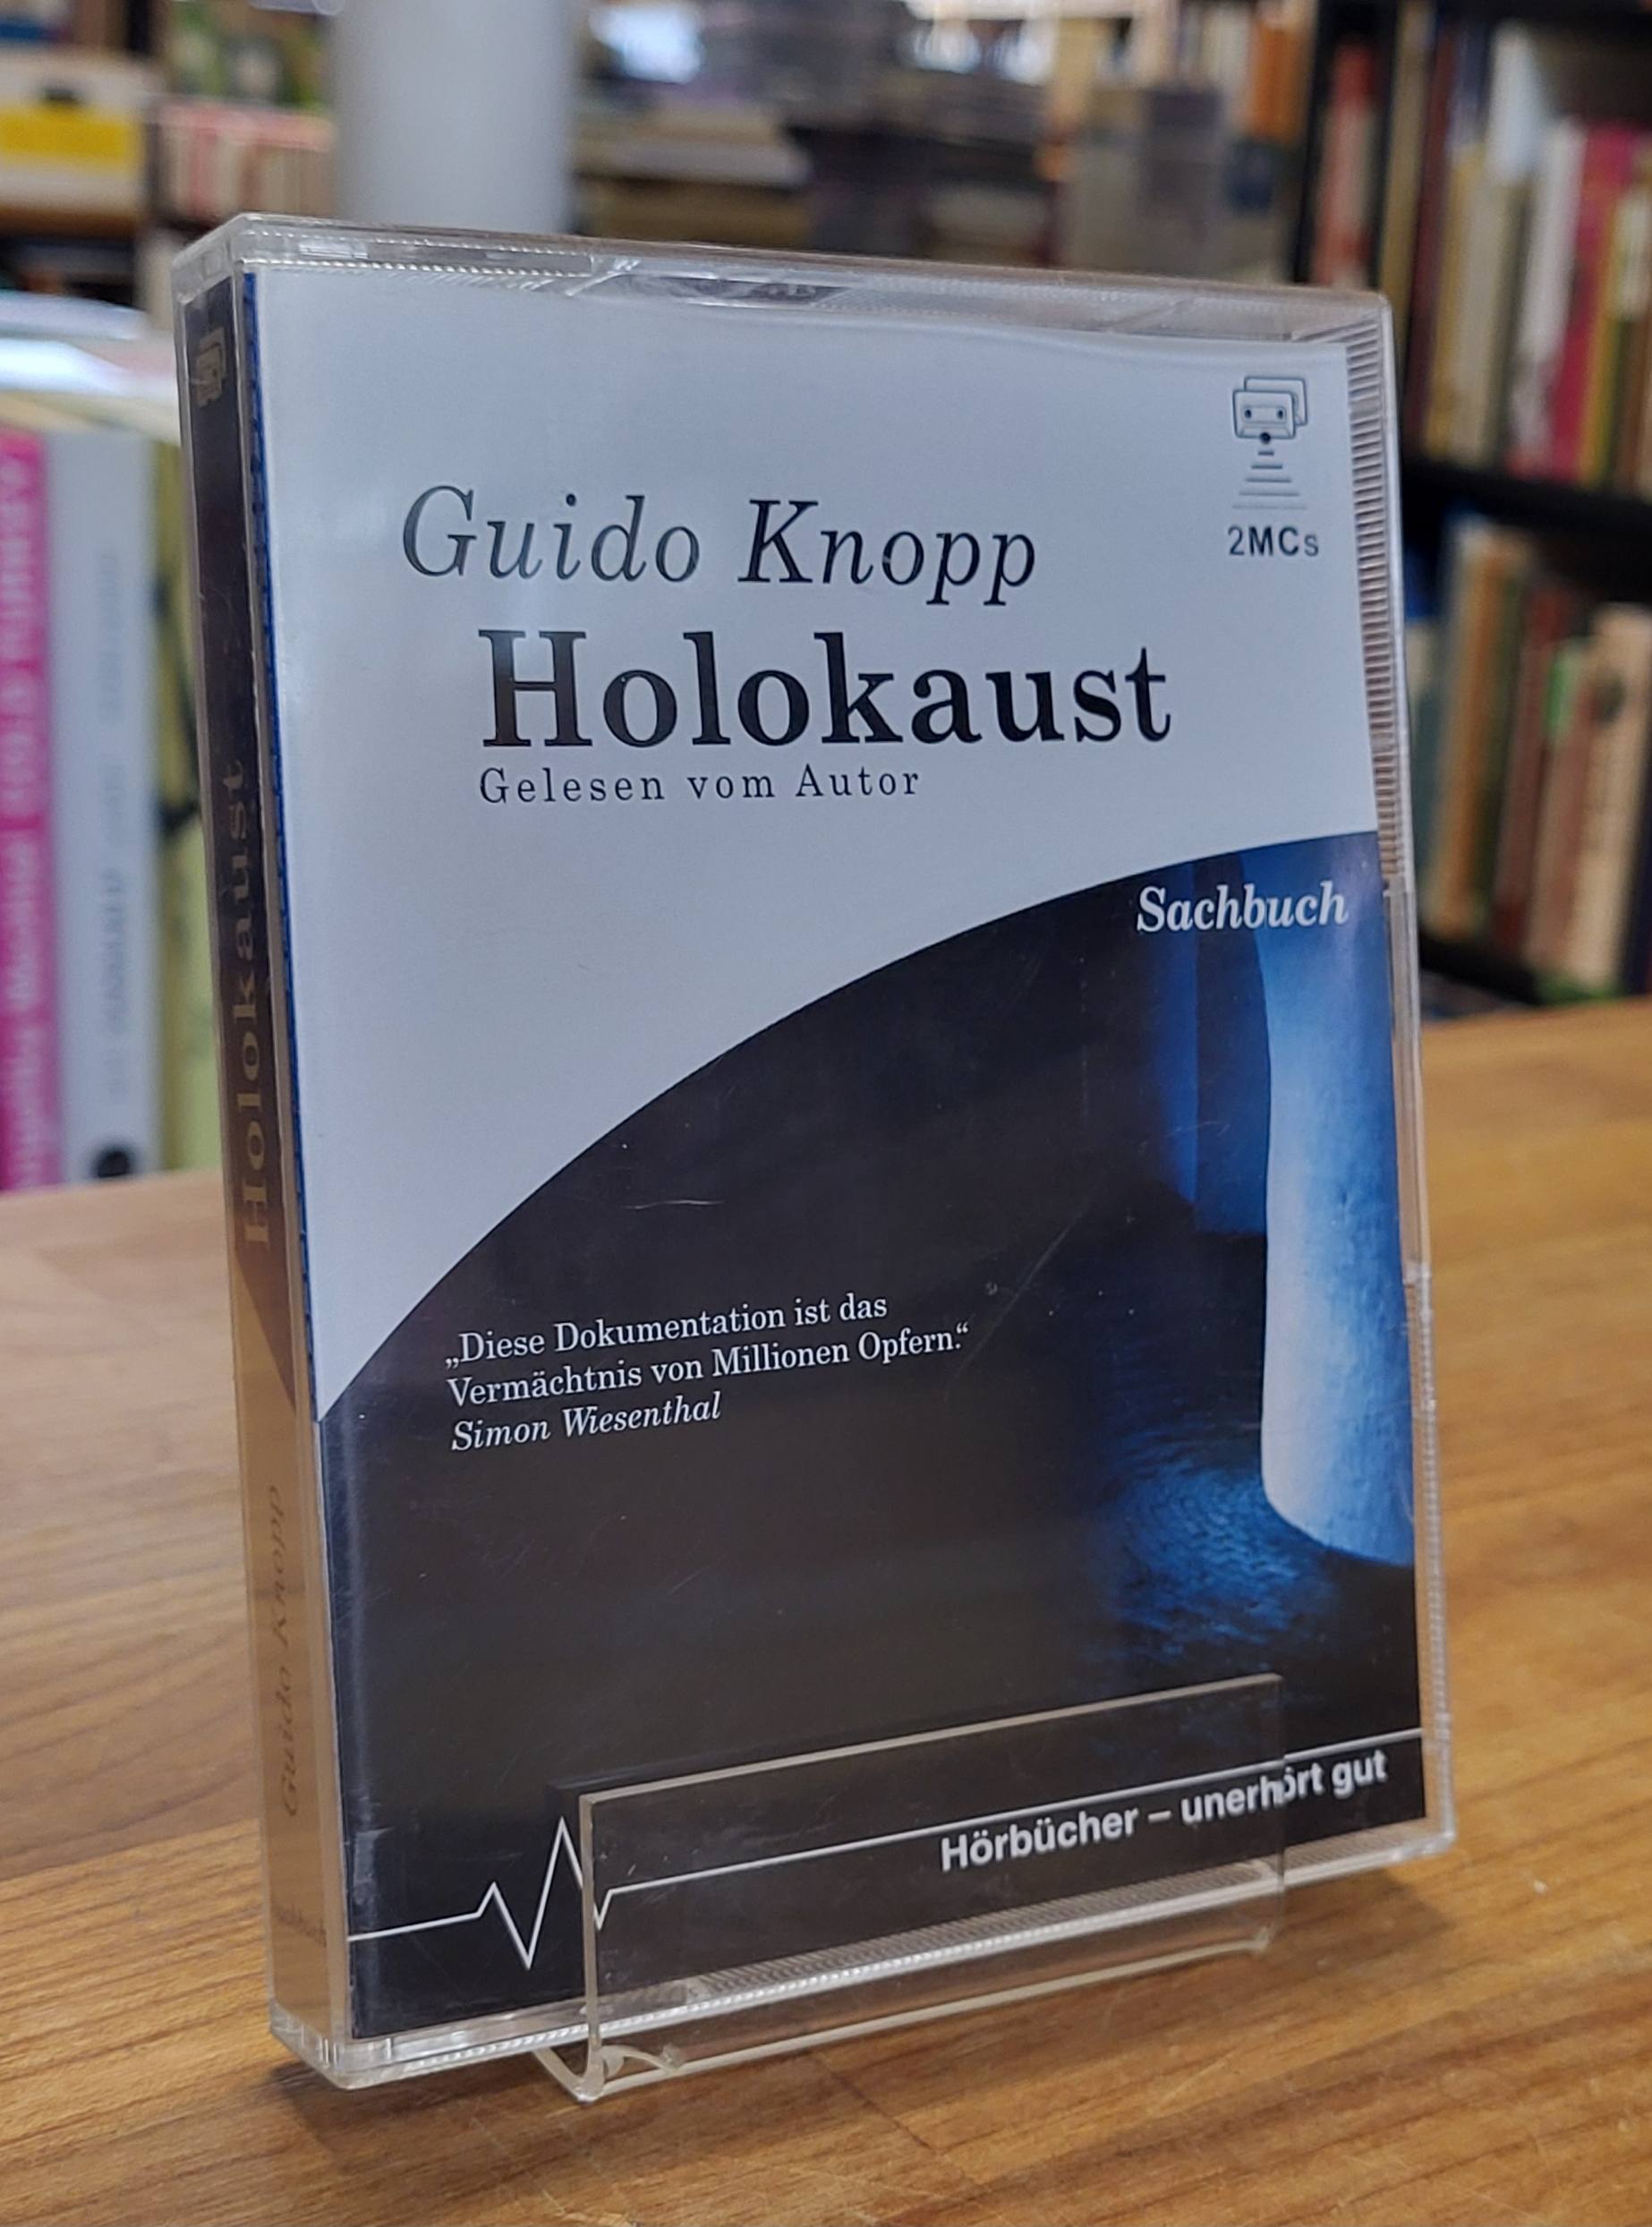 Guido Knopp
Holokaust
Gelesen vom Autor
2MCs
Sachbuch
„Diese Dokumentation ist das
Vermächtnis von Millionen Opfern.“
Simon Wiesenthal
Hörbücher – unerhört gut
Holokaust
Guido Knopp